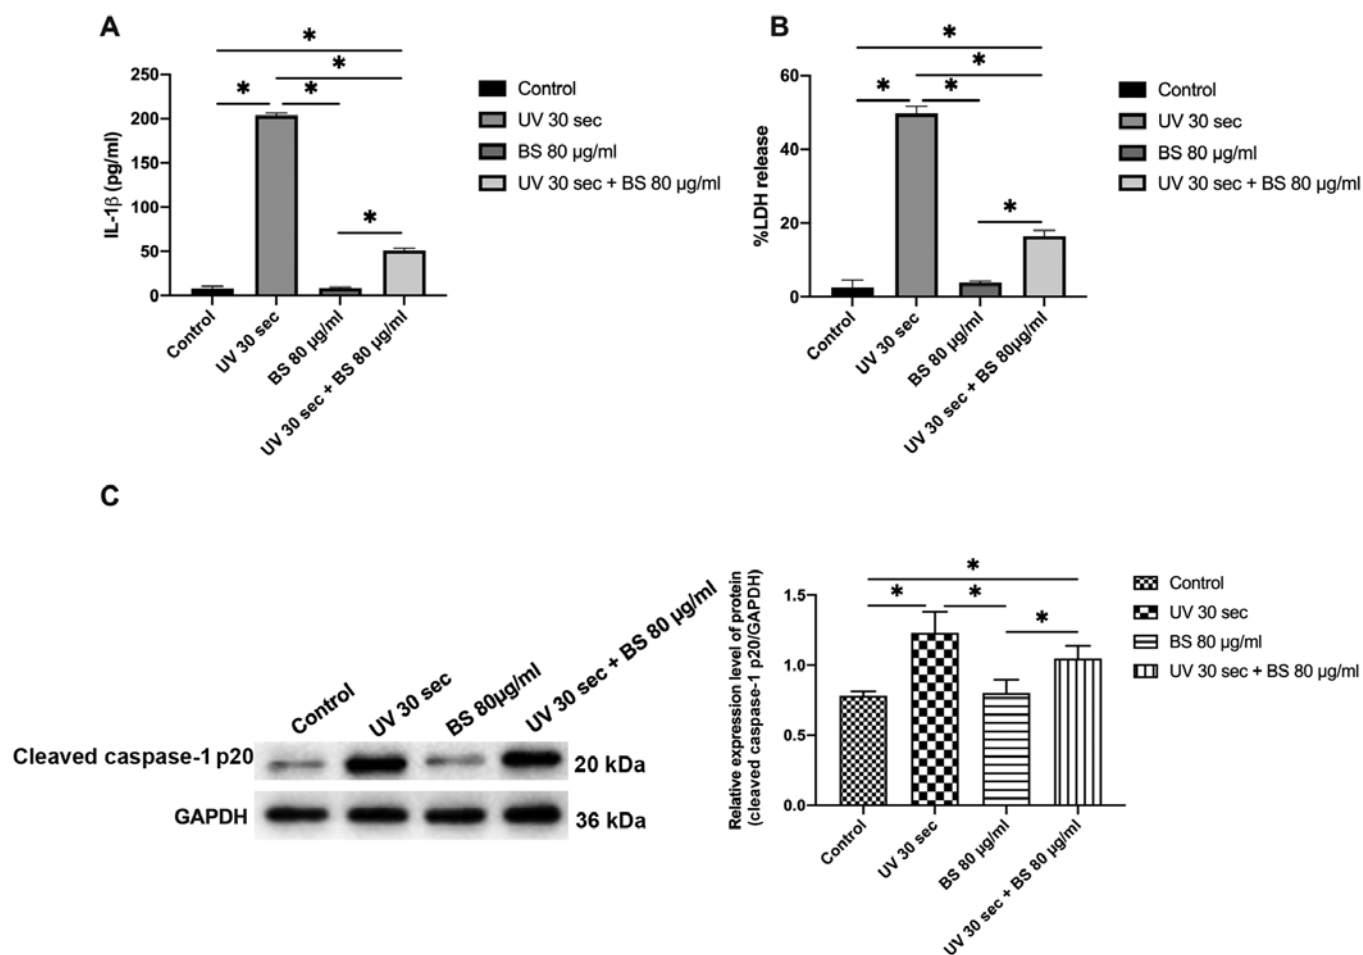 A
*
*
* *
*
IL-1β (pg/ml)
250
200
150
100
50
0
Control
UV 30 sec
BS 80 µg/ml
UV 30 sec + BS 80 µg/ml
Control
UV 30 sec
BS 80 µg/ml
UV 30 sec + BS 80 µg/ml
B
*
*
* *
*
%LDH release
60
40
20
0
Control
UV 30 sec
BS 80 µg/ml
UV 30 sec + BS 80µg/ml
Control
UV 30 sec
BS 80 µg/ml
UV 30 sec + BS 80 µg/ml
C
Control
UV 30 sec
BS 80µg/ml
UV 30 sec + BS 80 µg/ml
Cleaved caspase-1 p20
20 kDa
GAPDH
36 kDa
*
* *
*
Relative expression level of protein
(cleaved caspase-1 p20/GAPDH)
1.5
1.0
0.5
0.0
Control
UV 30 sec
BS 80 µg/ml
UV 30 sec + BS 80 µg/ml
Control
UV 30 sec
BS 80 µg/ml
UV 30 sec + BS 80 µg/ml